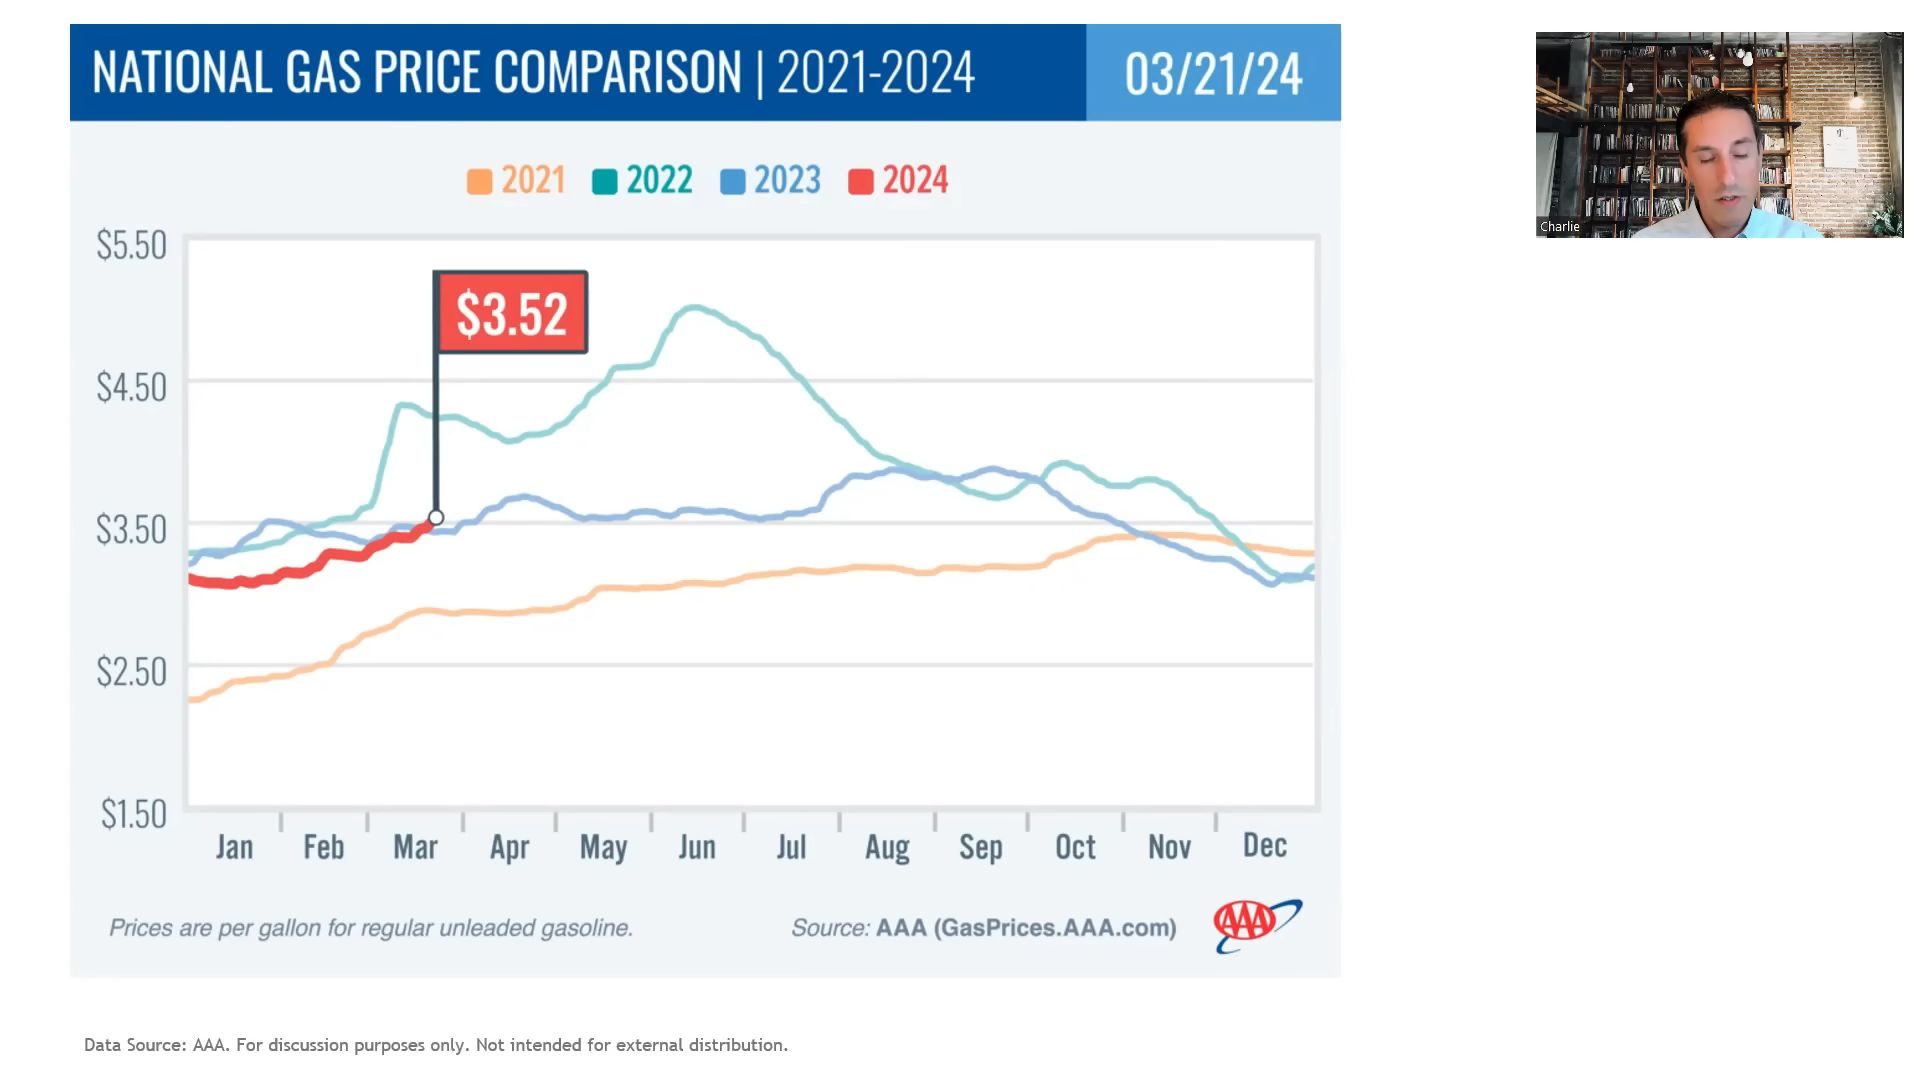 NATIONAL GAS PRICE COMPARISON | 2021-2024
03/21/24
2021 2022 2023 2024
$5.50
$4.50
$3.50
$2.50
$1.50
$3.52
Jan Feb Mar Apr May Jun Jul Aug Sep Oct Nov Dec
Prices are per gallon for regular unleaded gasoline.
Source: AAA (GasPrices.AAA.com)
AAA
Data Source: AAA. For discussion purposes only. Not intended for external distribution.
Charlie